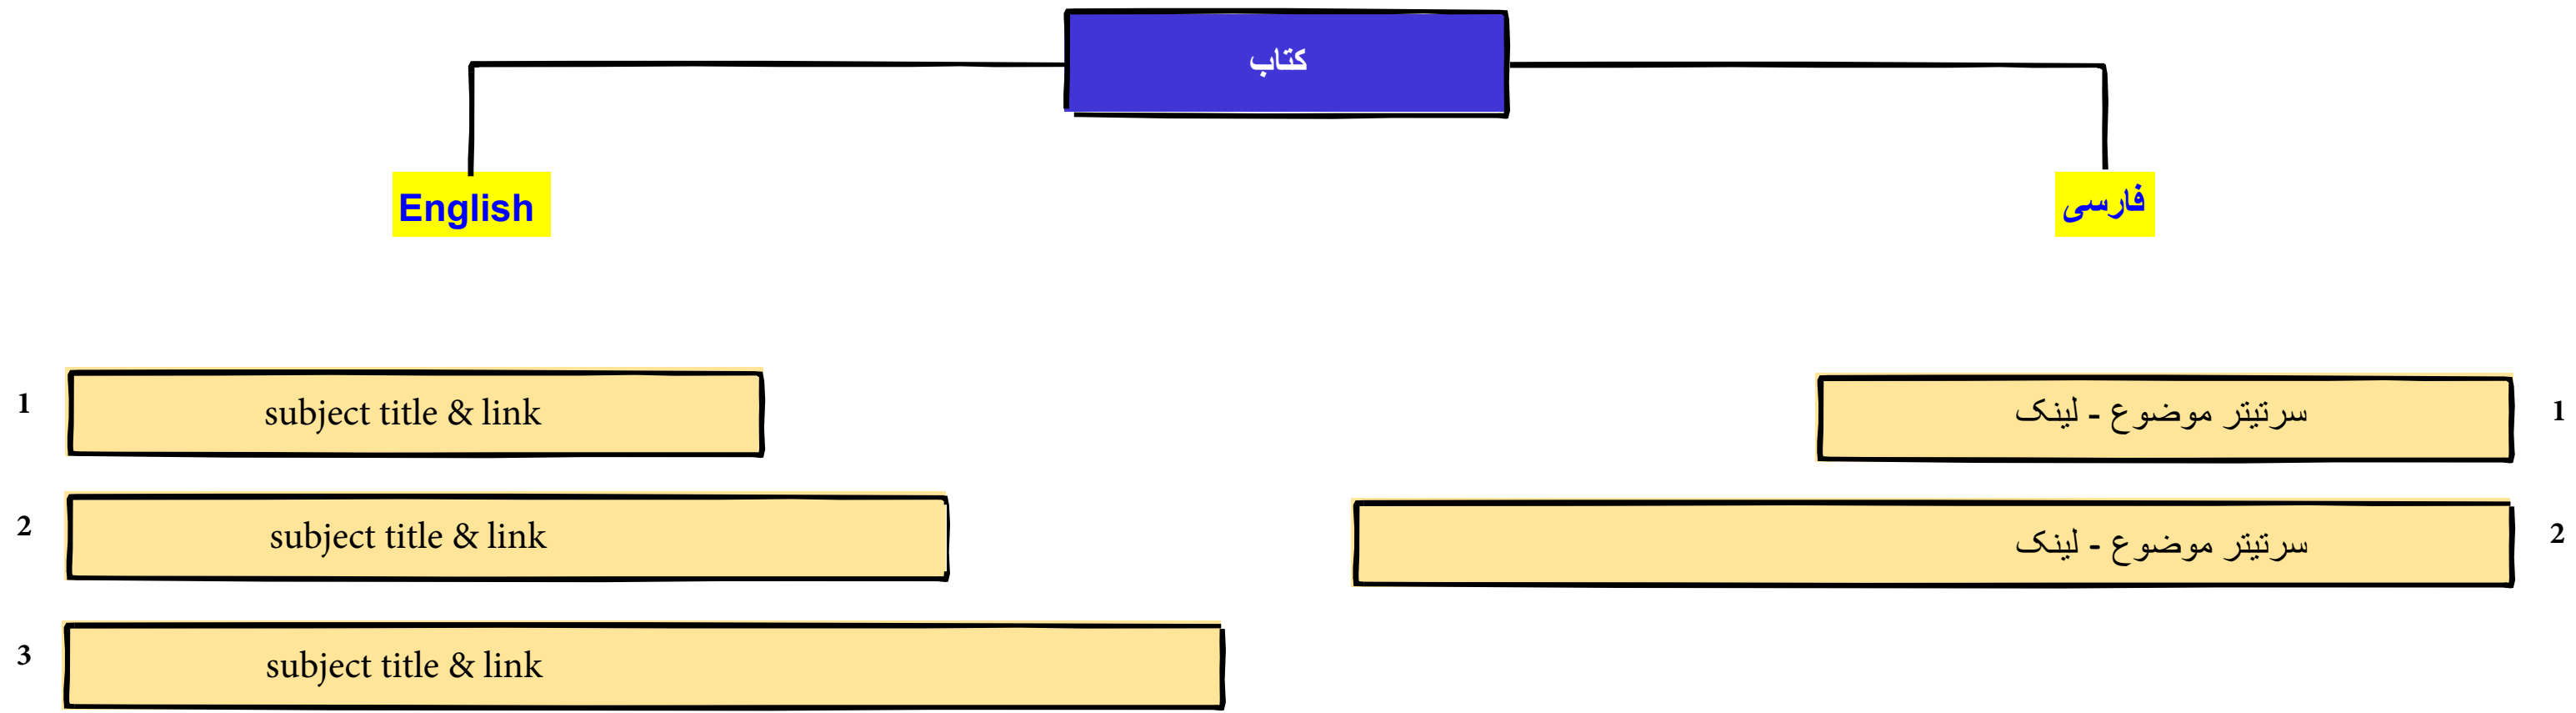 کتاب
English
فارسی
1
subject title & link
سرتیتر موضوع - لینک
1
2
subject title & link
سرتیتر موضوع - لینک
2
3
subject title & link